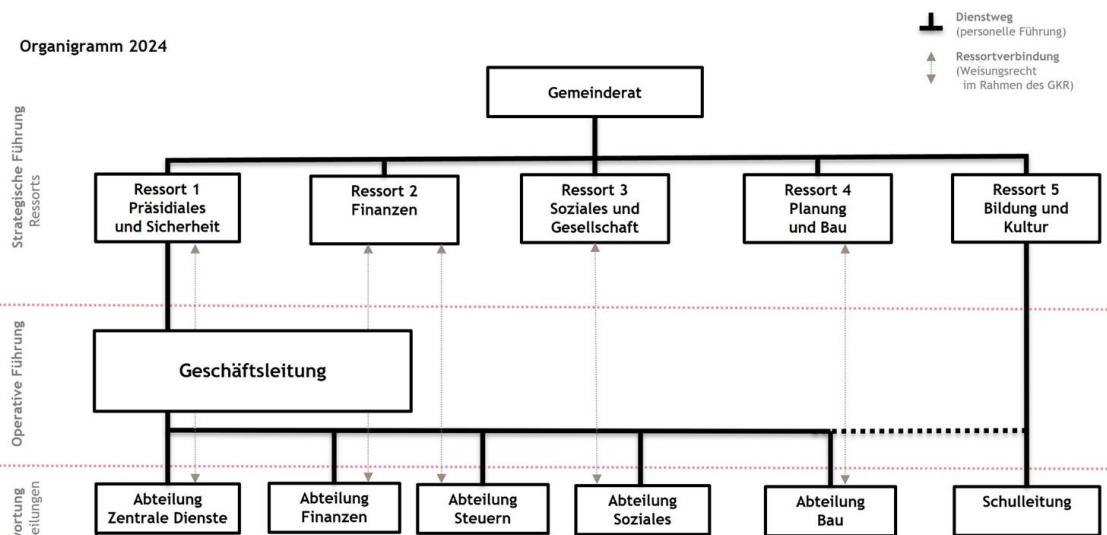 Organigramm 2024
Dienstweg
(personelle Führung)
Ressortverbindung
(Weisungsrecht
im Rahmen des GKR)
Strategische Führung
Ressorts
Gemeinderat
Ressort 1
Präsidiales
und Sicherheit
Ressort 2
Finanzen
Ressort 3
Soziales und
Gesellschaft
Ressort 4
Planung
und Bau
Ressort 5
Bildung und
Kultur
Operative Führung
Geschäftsleitung
Abteilung
Zentrale Dienste
Abteilung
Finanzen
Abteilung
Steuern
Abteilung
Soziales
Abteilung
Bau
Schulleitung